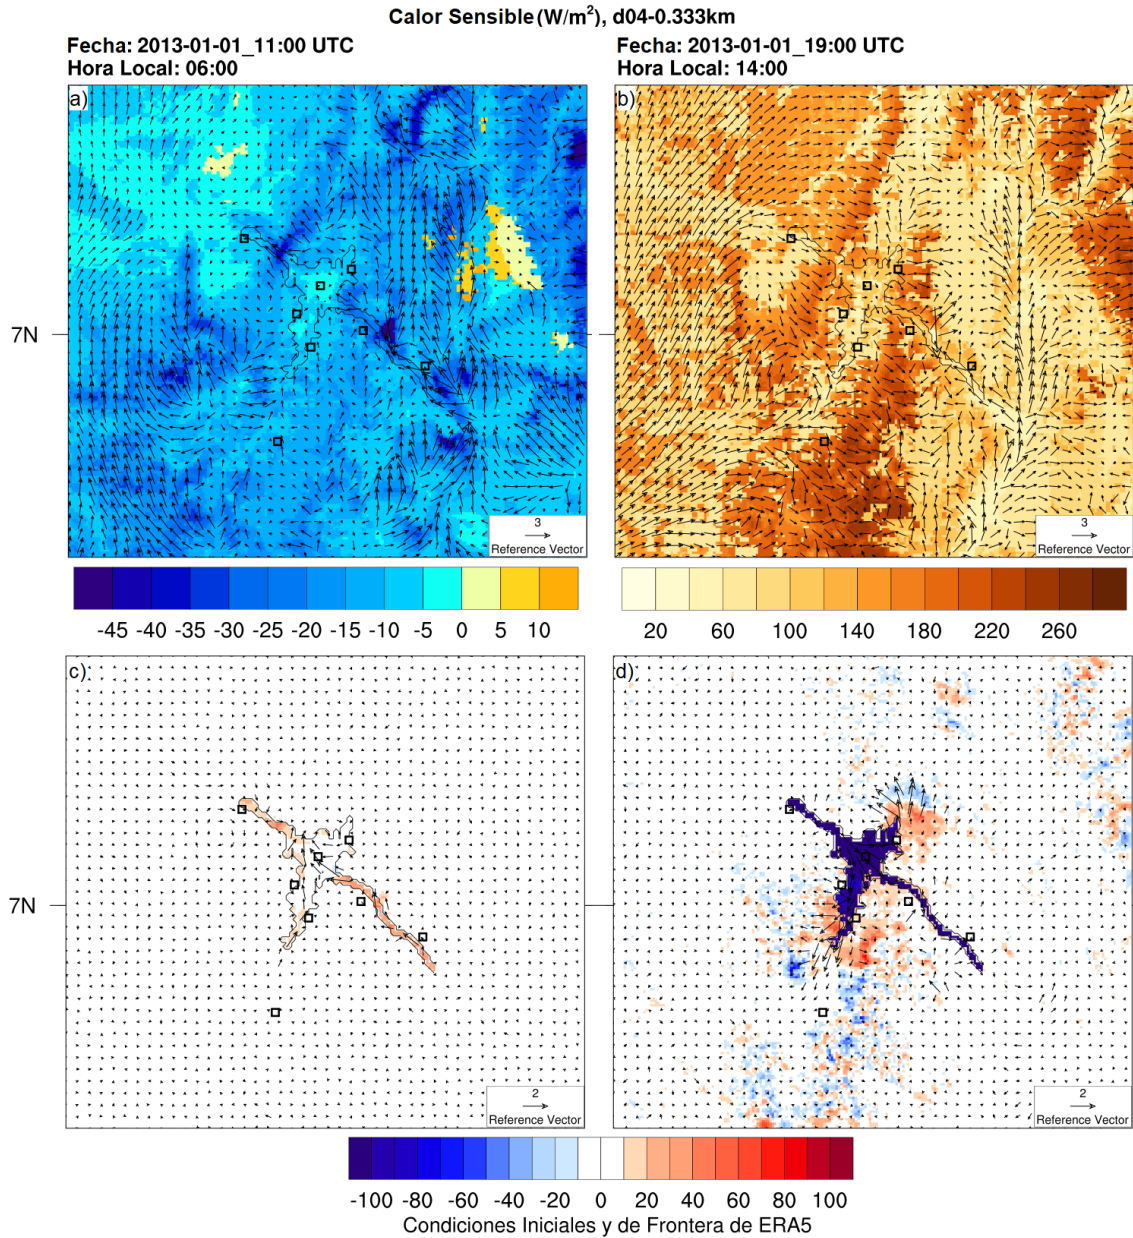 Calor Sensible (W/m²), d04-0.333km
Fecha: 2013-01-01_11:00 UTC
Hora Local: 06:00
Fecha: 2013-01-01_19:00 UTC
Hora Local: 14:00
a)
b)
7N
3
Reference Vector
3
Reference Vector
-45 -40 -35 -30 -25 -20 -15 -10 -5 0 5 10
20 60 100 140 180 220 260
c)
d)
7N
2
Reference Vector
2
Reference Vector
-100 -80 -60 -40 -20 0 20 40 60 80 100
Condiciones Iniciales y de Frontera de ERA5